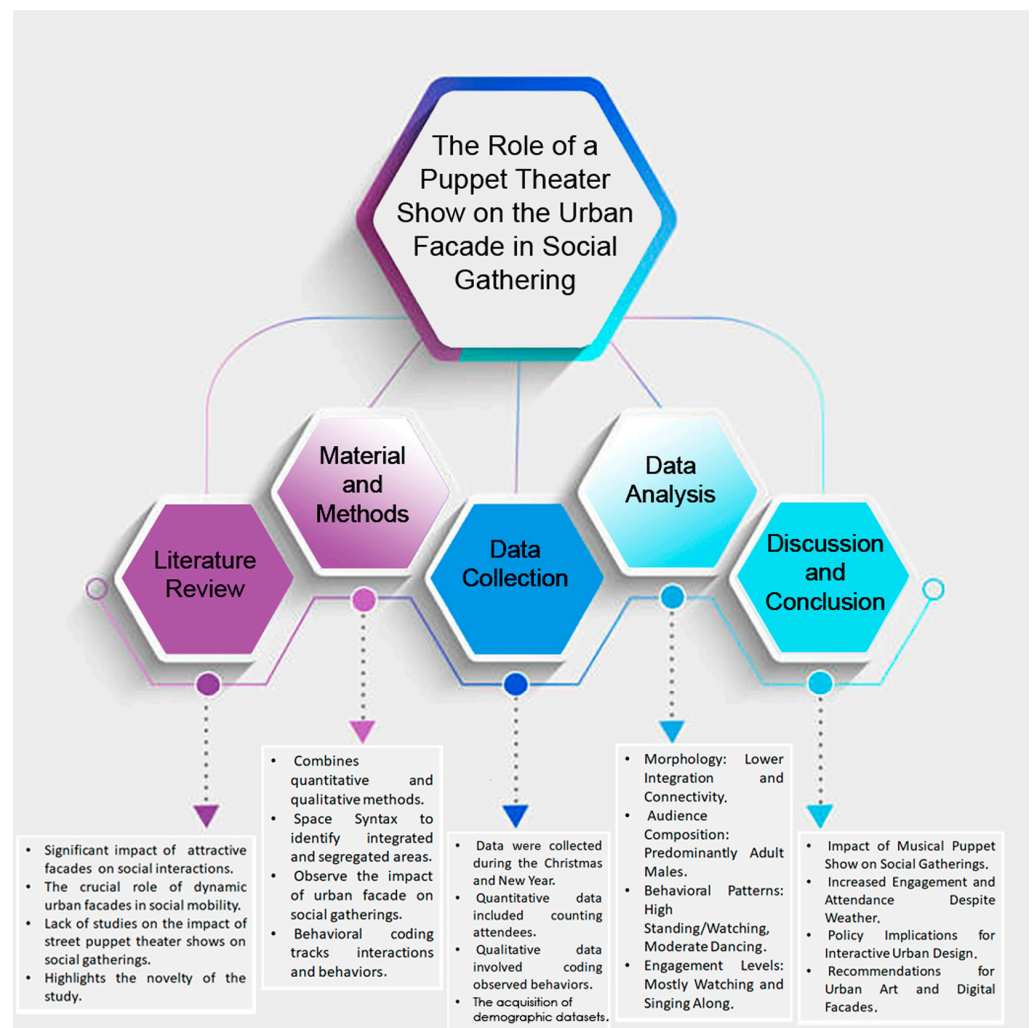 The Role of a
Puppet Theater
Show on the Urban
Facade in Social
Gathering
Literature
Review
Material
and
Methods
Data
Collection
Data
Analysis
Discussion
and
Conclusion
• Significant impact of attractive
facades on social interactions.
• The crucial role of dynamic
urban facades in social mobility.
• Lack of studies on the impact of
street puppet theater shows on
social gatherings.
• Highlights the novelty of the
study.
• Combines
quantitative and
qualitative methods.
• Space Syntax to
identify integrated
and segregated areas.
• Observe the impact
of urban facade on
social gatherings.
• Behavioral coding
tracks interactions
and behaviors.
• Data were collected
during the Christmas
and New Year.
• Quantitative data
included counting
attendees.
• Qualitative data
involved coding
observed behaviors.
• The acquisition of
demographic datasets.
• Morphology: Lower
Integration and
Connectivity.
• Audience
Composition:
Predominantly Adult
Males.
• Behavioral Patterns:
High
Standing/Watching,
Moderate Dancing.
• Engagement Levels:
Mostly Watching and
Singing Along.
• Impact of Musical Puppet
Show on Social Gatherings.
• Increased Engagement and
Attendance Despite
Weather.
• Policy Implications for
Interactive Urban Design.
• Recommendations for
Urban Art and Digital
Facades.